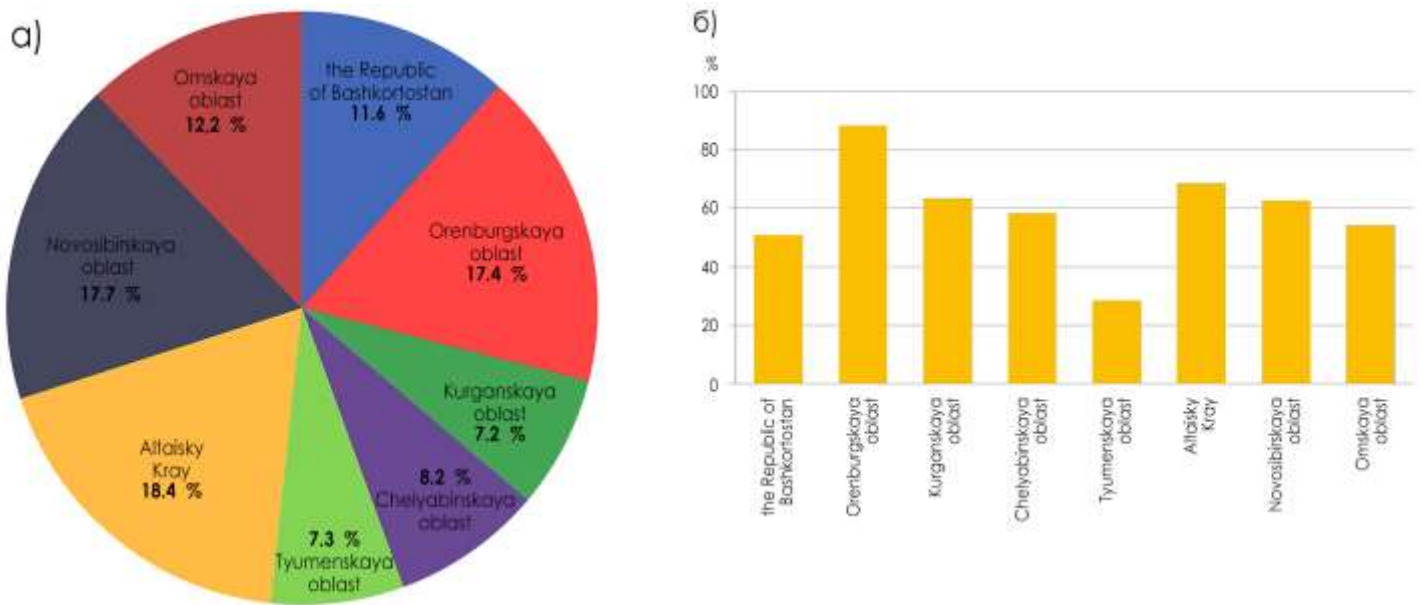 а)
Omskaya
oblast
12,2 %
the Republic
of Bashkortostan
11.6 %
Orenburgskaya
oblast
17.4 %
Kurganskaya
oblast
7.2 %
8.2 %
Chelyabinskaya
oblast
7.3 %
Tyumenskaya
oblast
Altaisky
Kray
18.4 %
Novosibirskaya
oblast
17.7 %
б)
%
100
80
60
40
20
0
the Republic of
Bashkortostan
Orenburgskaya
oblast
Kurganskaya
oblast
Chelyabinskaya
oblast
Tyumenskaya
oblast
Altaisky
Kray
Novosibirskaya
oblast
Omskaya
oblast